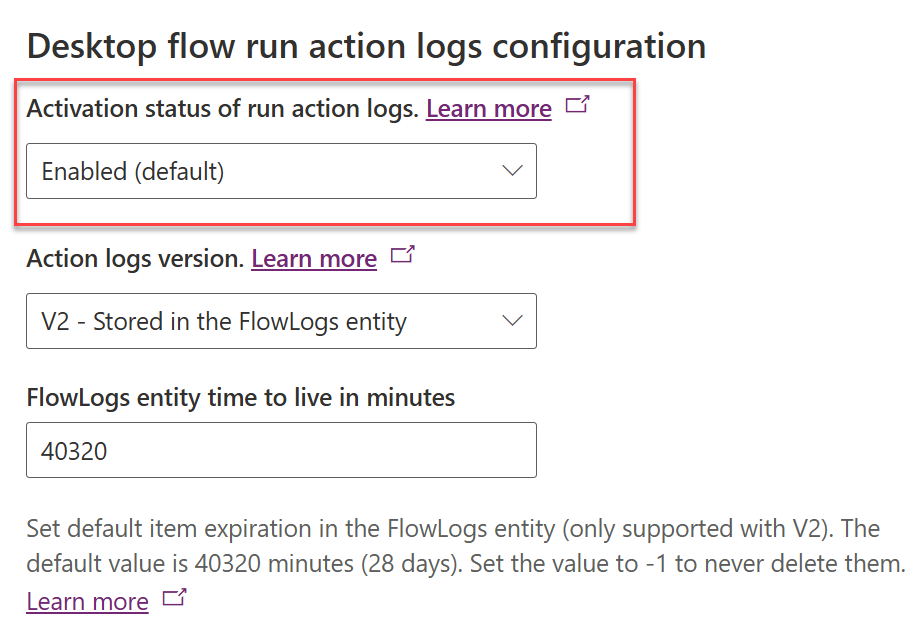 Desktop flow run action logs configuration
Activation status of run action logs. Learn more
Enabled (default)
Action logs version. Learn more
V2 - Stored in the FlowLogs entity
FlowLogs entity time to live in minutes
40320
Set default item expiration in the FlowLogs entity (only supported with V2). The
default value is 40320 minutes (28 days). Set the value to -1 to never delete them.
Learn more